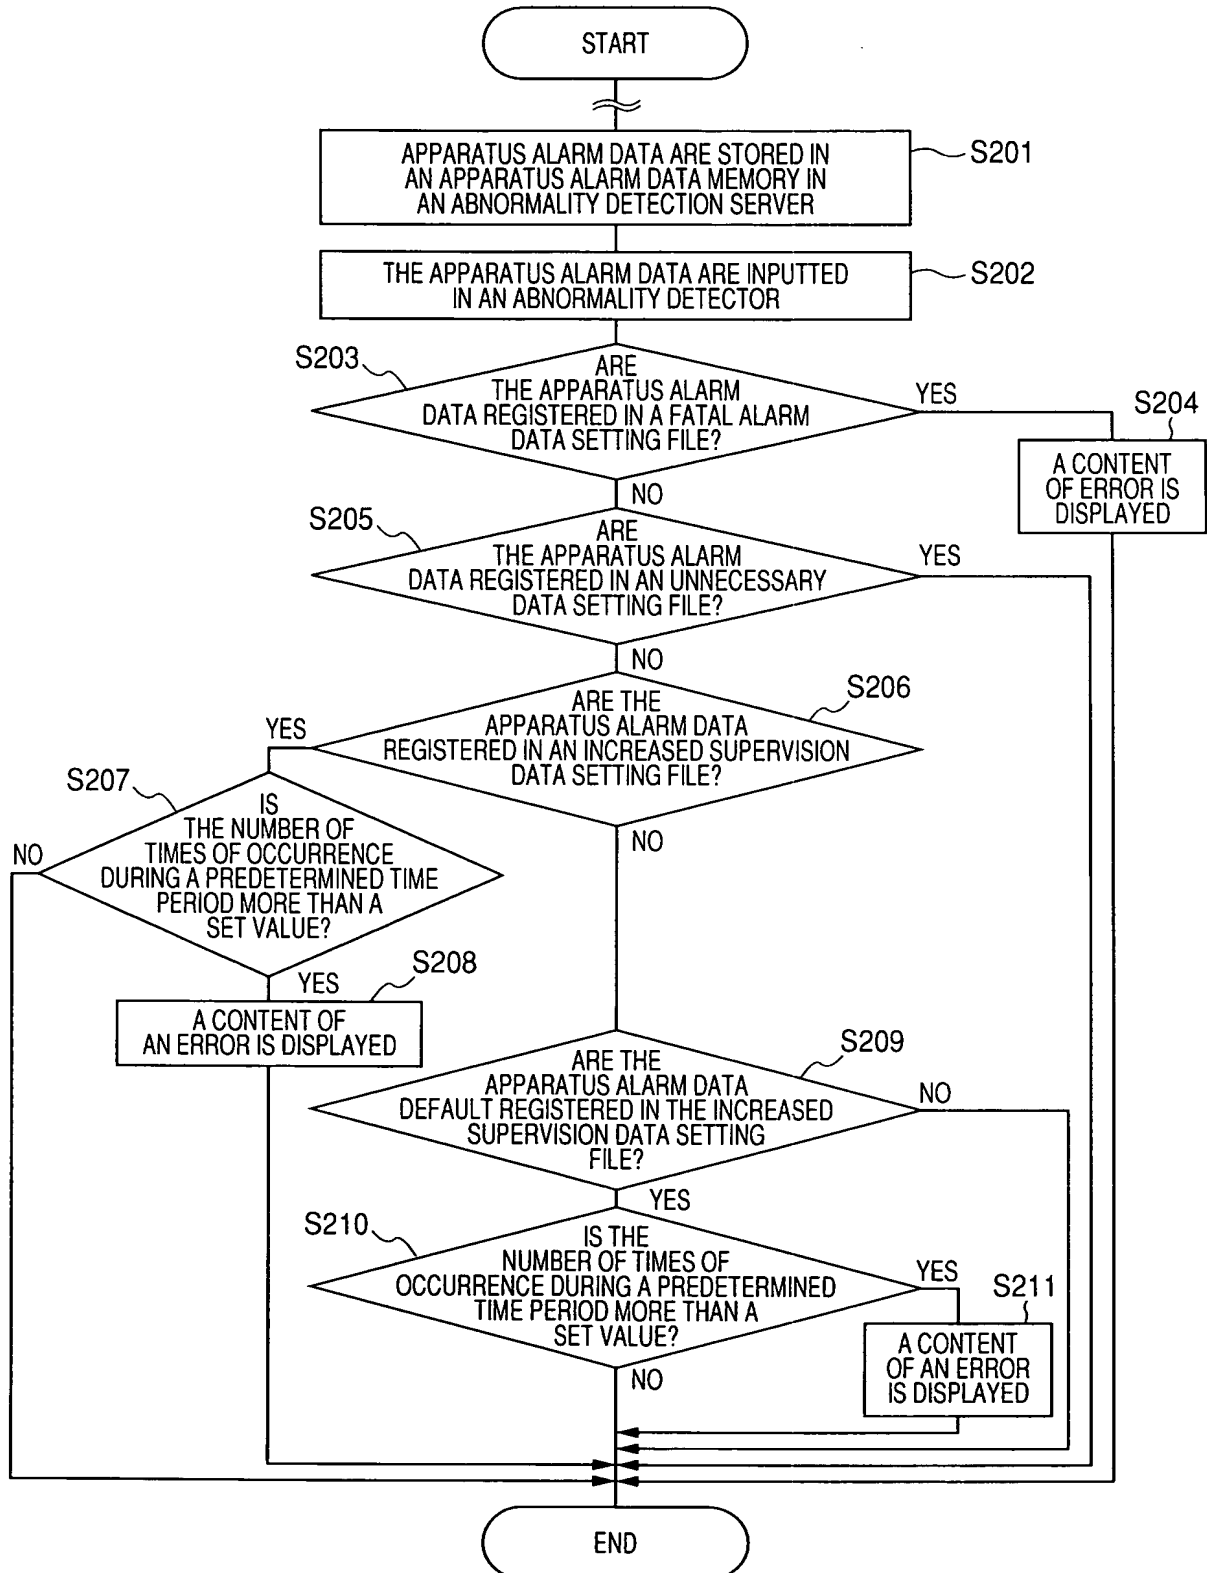 START
APPARATUS ALARM DATA ARE STORED IN
AN APPARATUS ALARM DATA MEMORY IN
AN ABNORMALITY DETECTION SERVER
S201
THE APPARATUS ALARM DATA ARE INPUTTED
IN AN ABNORMALITY DETECTOR
S202
S203
ARE
THE APPARATUS ALARM
DATA REGISTERED IN A FATAL ALARM
DATA SETTING FILE?
YES
S204
A CONTENT
OF ERROR IS
DISPLAYED
NO
S205
ARE
THE APPARATUS ALARM
DATA REGISTERED IN AN UNNECESSARY
DATA SETTING FILE?
YES
NO
S206
ARE THE
APPARATUS ALARM DATA
REGISTERED IN AN INCREASED SUPERVISION
DATA SETTING FILE?
YES
NO
S207
IS
THE NUMBER OF
TIMES OF OCCURRENCE
DURING A PREDETERMINED TIME
PERIOD MORE THAN A
SET VALUE?
NO
YES
S208
A CONTENT OF
AN ERROR IS DISPLAYED
S209
ARE THE
APPARATUS ALARM DATA
DEFAULT REGISTERED IN THE INCREASED
SUPERVISION DATA SETTING
FILE?
NO
YES
S210
IS THE
NUMBER OF TIMES OF
OCCURRENCE DURING A PREDETERMINED
TIME PERIOD MORE THAN A
SET VALUE?
YES
S211
A CONTENT
OF AN ERROR
IS DISPLAYED
NO
END